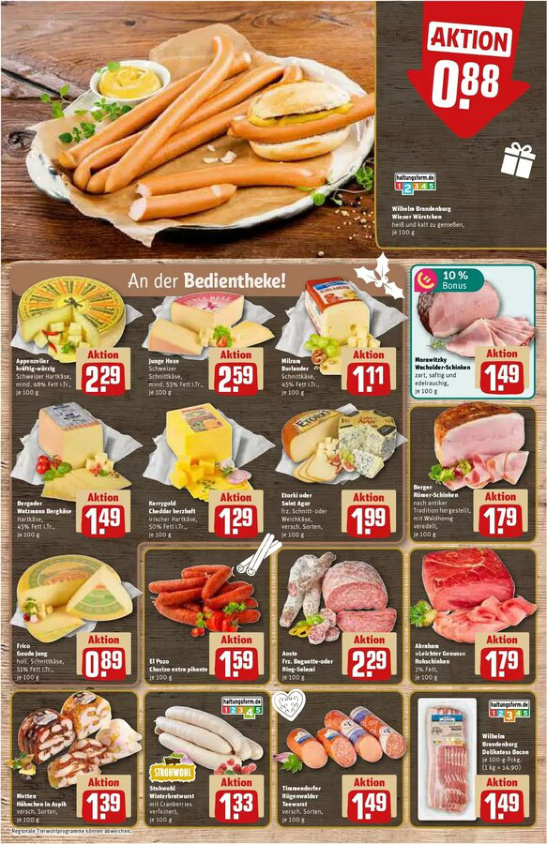 AKTION
0.88
haltungsform.de
1 2 3 4 5
Wilhelm Brandenburg
Wiener Würstchen
heiß und kalt zu genießen,
je 100 g
An der Bedientheke!
Appenzeller
kräftig-würzig
Schweizer Hartkäse,
mind. 48% Fett i.Tr.,
je 100 g
Aktion
2.29
Junge Hexe
Schweizer
Schnittkäse,
mind. 55% Fett i.Tr.,
je 100 g
Aktion
2.59
Milram
Burlander
Schnittkäse,
45% Fett i.Tr.,
je 100 g
Aktion
1.11
10 %
Bonus
Morawitzky
Wacholder-Schinken
zart, saftig und
edelrauchig,
je 100 g
Aktion
1.49
Bergader
Watzmann Bergkäse
Hartkäse,
45% Fett i.Tr.,
je 100 g
Aktion
1.49
Kerrygold
Cheddar herzhaft
irischer Hartkäse,
50% Fett i.Tr.,
je 100 g
Aktion
1.29
ETORKI
Etorki oder
Saint Agur
frz. Schnitt- oder
Weichkäse,
versch. Sorten,
je 100 g
Aktion
1.99
Berger
Römer-Schinken
nach antiker
Tradition hergestellt,
mit Waldhonig
veredelt,
je 100 g
Aktion
1.79
Frico
Gouda jung
holl. Schnittkäse,
51% Fett i.Tr.,
je 100 g
Aktion
0.89
El Pozo
Chorizo extra pikante
je 100 g
Aktion
1.59
Aoste
Frz. Baguette- oder
Ring-Salami
je 100 g
Aktion
2.29
Abraham
»Leichter Genuss«
Rohschinken
3% Fett,
je 100 g
Aktion
1.79
Metten
Hähnchen in Aspik
versch. Sorten,
je 100 g
Aktion
1.39
haltungsform.de
1 2 3 4 5
STROHWOHL
Stohwohl
Winterbratwurst
mit Cranberries
verfeinert,
je 100 g
Aktion
1.33
Timmendorfer
Rügenwalder
Teewurst
versch. Sorten,
je 100 g
Aktion
1.49
haltungsform.de
1 2 3 4 5
Wilhelm
Brandenburg
Delikatess Bacon
je 100-g-Pckg.
(1 kg = 14.90)
Aktion
1.49
Regionale Tierwohlprogramme können abweichen.